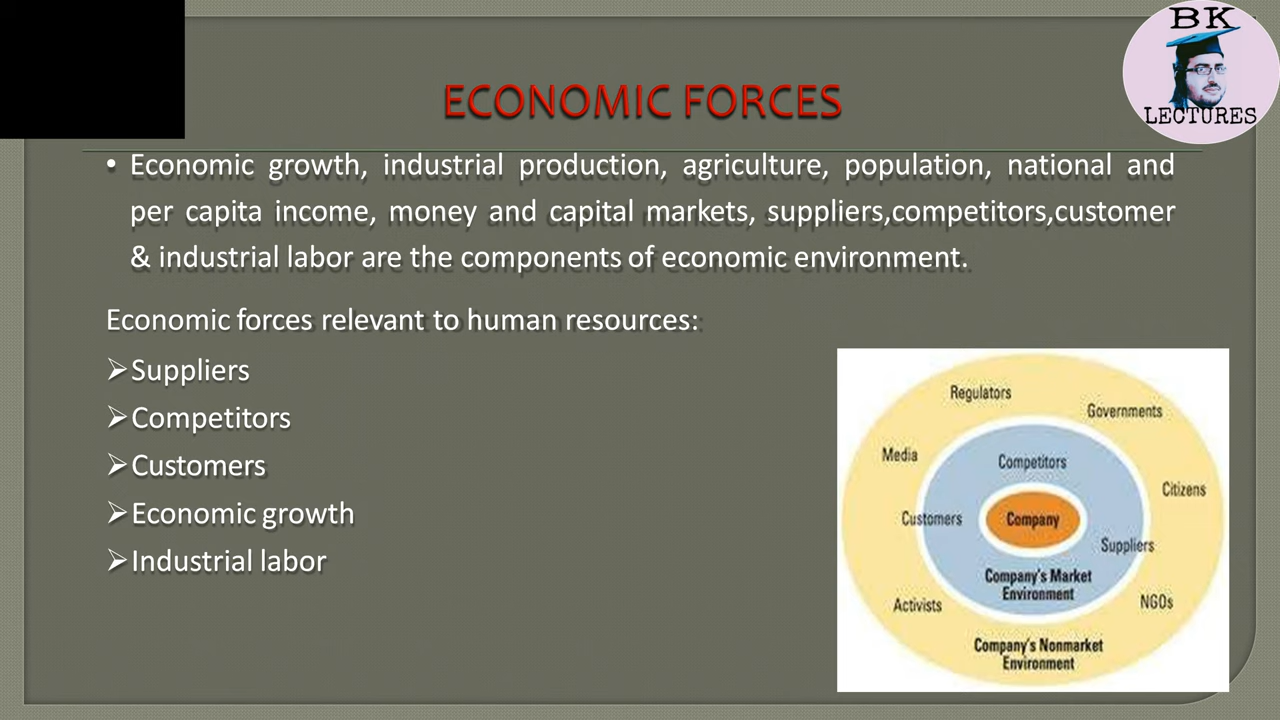 BK
LECTURES
ECONOMIC FORCES
• Economic growth, industrial production, agriculture, population, national and
per capita income, money and capital markets, suppliers,competitors,customer
& industrial labor are the components of economic environment.
Economic forces relevant to human resources:
➢Suppliers
➢Competitors
➢Customers
➢Economic growth
➢Industrial labor
Regulators
Governments
Media
Competitors
Citizens
Customers
Company
Suppliers
Company's Market
Environment
Activists
NGOs
Company's Nonmarket
Environment